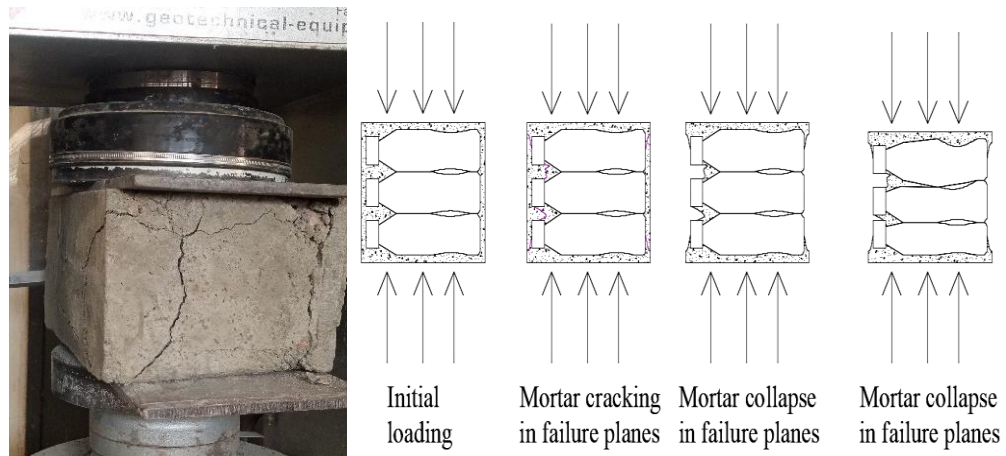 www.geotechnical-equip
Initial
loading
Mortar cracking
in failure planes
Mortar collapse
in failure planes
Mortar collapse
in failure planes